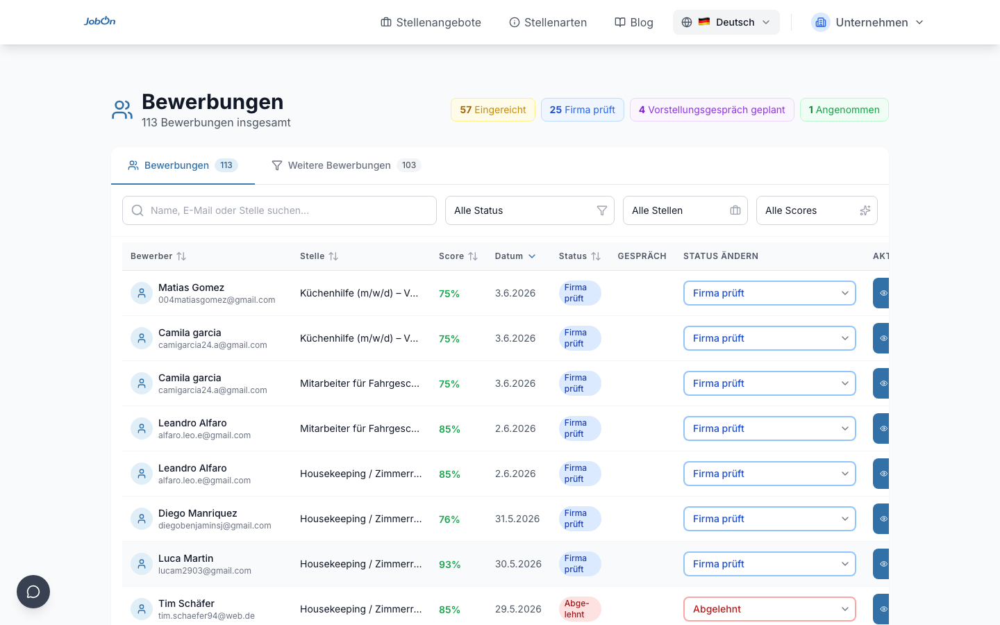 JobOn
Stellenangebote
Stellenarten
Blog
Deutsch
Unternehmen
Bewerbungen
113 Bewerbungen insgesamt
57 Eingereicht
25 Firma prüft
4 Vorstellungsgespräch geplant
1 Angenommen
Bewerbungen 113
Weitere Bewerbungen 103
Name, E-Mail oder Stelle suchen...
Alle Status
Alle Stellen
Alle Scores
Bewerber Stelle Score Datum Status GESPRÄCH STATUS ÄNDERN AKT
Matias Gomez
004matiasgomez@gmail.com
Küchenhilfe (m/w/d) – V...
75%
3.6.2026
Firma
prüft
Firma prüft
Camila garcia
camigarcia24.a@gmail.com
Küchenhilfe (m/w/d) – V...
75%
3.6.2026
Firma
prüft
Firma prüft
Camila garcia
camigarcia24.a@gmail.com
Mitarbeiter für Fahrgesc...
75%
3.6.2026
Firma
prüft
Firma prüft
Leandro Alfaro
alfaro.leo.e@gmail.com
Mitarbeiter für Fahrgesc...
85%
2.6.2026
Firma
prüft
Firma prüft
Leandro Alfaro
alfaro.leo.e@gmail.com
Housekeeping / Zimmerr...
85%
2.6.2026
Firma
prüft
Firma prüft
Diego Manriquez
diegobenjaminsj@gmail.com
Housekeeping / Zimmerr...
76%
31.5.2026
Firma
prüft
Firma prüft
Luca Martin
lucam2903@gmail.com
Housekeeping / Zimmerr...
93%
30.5.2026
Firma
prüft
Firma prüft
Tim Schäfer
tim.schaefer94@web.de
Housekeeping / Zimmerr...
85%
29.5.2026
Abge-
lehnt
Abgelehnt